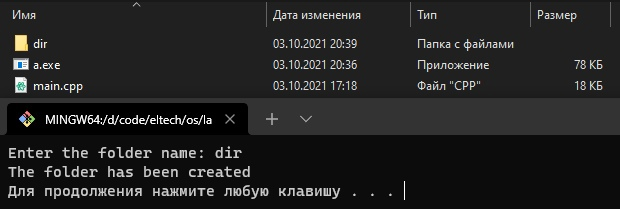 Имя Дата изменения Тип Размер
dir 03.10.2021 20:39 Папка с файлами
a.exe 03.10.2021 20:36 Приложение 78 КБ
main.cpp 03.10.2021 17:18 Файл "CPP" 18 КБ
MINGW64:/d/code/eltech/os/la
Enter the folder name: dir
The folder has been created
Для продолжения нажмите любую клавишу . . .